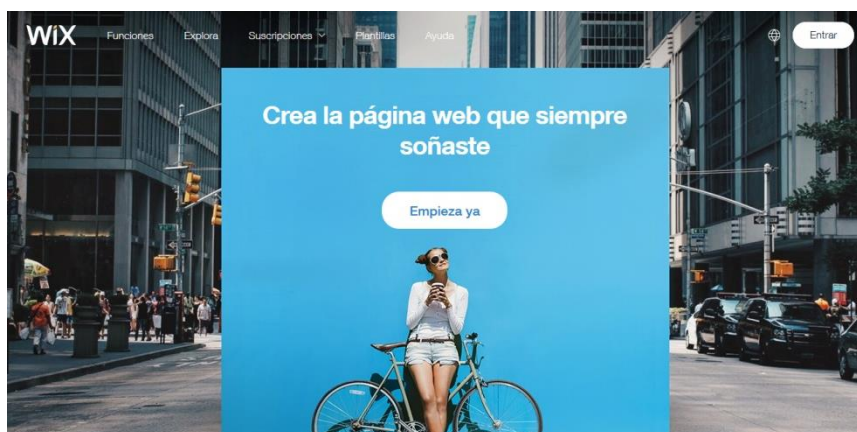 WiX Funciones Explora Suscripciones Plantillas Ayuda Entrar
Crea la página web que siempre
soñaste
Empieza ya